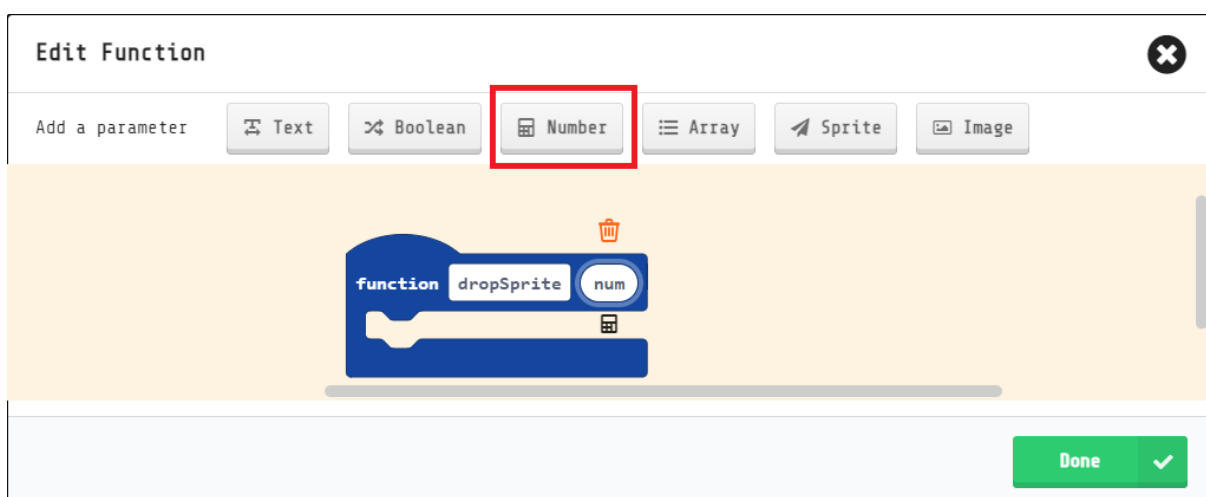 Edit Function
Add a parameter Text Boolean Number Array Sprite Image
function dropSprite num
Done